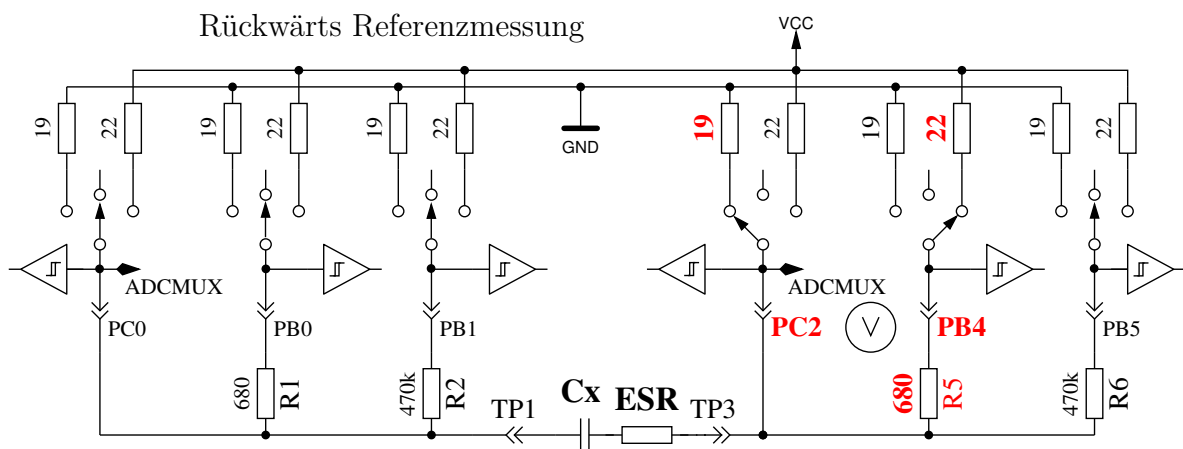 Rückwärts Referenzmessung
VCC
19 22 19 22 19 22 GND 19 22 19 22 19 22
ADCMUX ADCMUX
PC0 PB0 PB1 PC2 V PB4 PB5
680 R1 470k R2 680 R5 470k R6
TP1 Cx ESR TP3